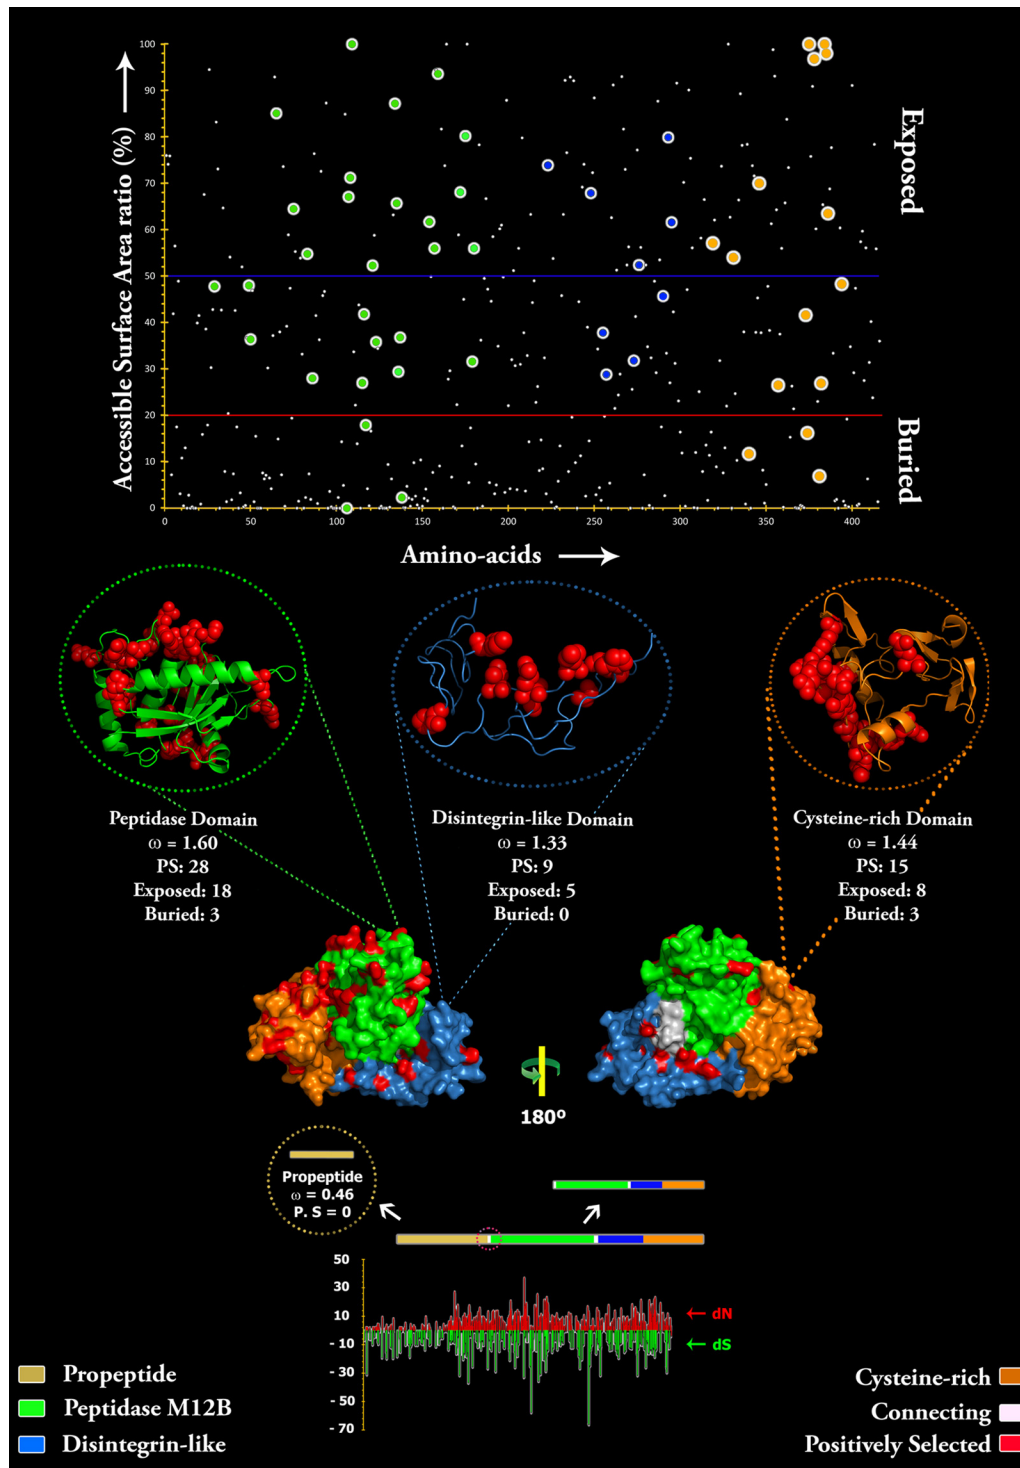 Accessible Surface Area ratio (%)
100
90
80
70
60
50
40
30
20
10
0
Exposed
Buried
0 50 100 150 200 250 300 350 400
Amino-acids
Peptidase Domain
ω = 1.60
PS: 28
Exposed: 18
Buried: 3
Disintegrin-like Domain
ω = 1.33
PS: 9
Exposed: 5
Buried: 0
Cysteine-rich Domain
ω = 1.44
PS: 15
Exposed: 8
Buried: 3
180º
Propeptide
ω = 0.46
P. S = 0
50
30
10
- 10
- 30
- 50
- 70
dN
dS
Propeptide
Peptidase M12B
Disintegrin-like
Cysteine-rich
Connecting
Positively Selected